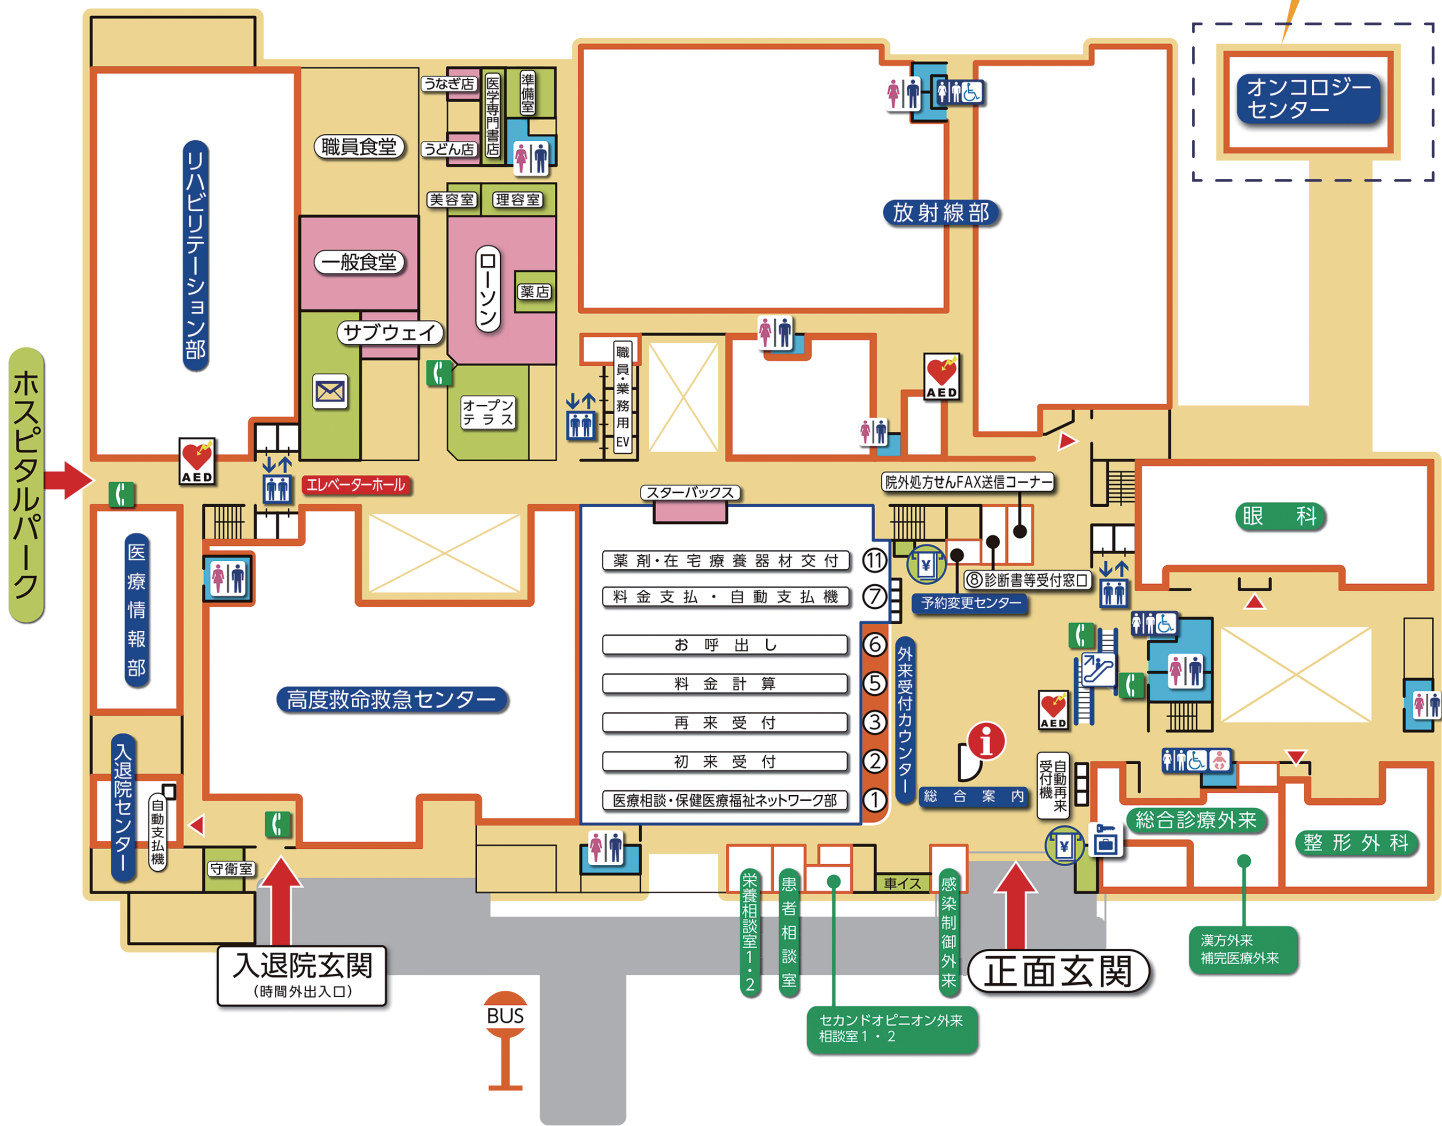 オンコロジー
センター
うなぎ店
医学専門書店
準備室
職員食堂
うどん店
リハビリテーション部
美容室
理容室
放射線部
一般食堂
ローソン
薬店
サブウェイ
職員・業務用EV
ホスピタルパーク
オープン
テラス
AED
AED
エレベーターホール
スターバックス
院外処方せんFAX送信コーナー
眼科
医療情報部
薬剤・在宅療養器材交付
⑪
¥
⑧診断書等受付窓口
料金支払・自動支払機
⑦
予約変更センター
お呼出し
⑥
外来受付カウンター
料金計算
⑤
高度救命救急センター
再来受付
③
AED
初来受付
②
i
入退院センター
自動支払機
医療相談・保健医療福祉ネットワーク部
①
総合案内
自動再来
受付機
総合診療外来
整形外科
¥
守衛室
栄養相談室1・2
患者相談室
車イス
感染制御外来
入退院玄関
(時間外出入口)
正面玄関
漢方外来
補完医療外来
BUS
セカンドオピニオン外来
相談室1・2